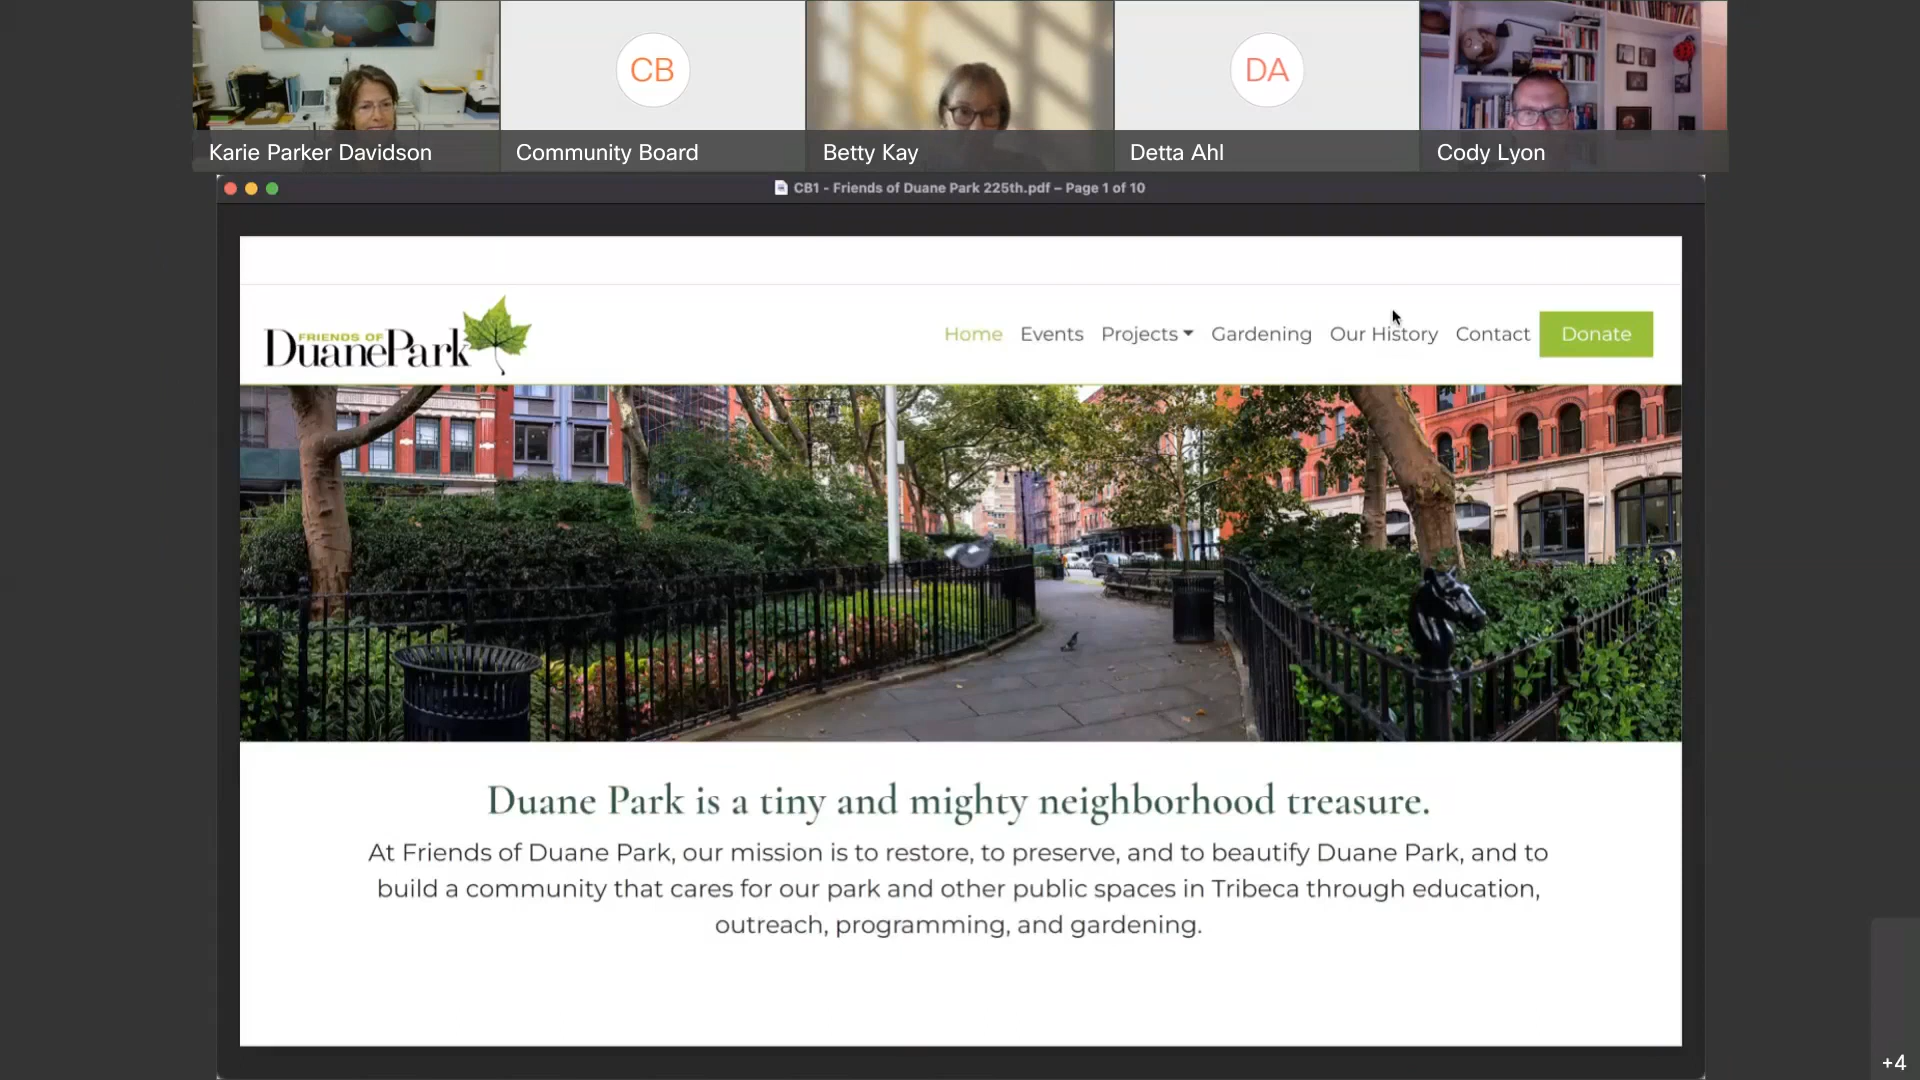 CB
DA
Karie Parker Davidson
Community Board
Betty Kay
Detta Ahl
Cody Lyon
CB1 - Friends of Duane Park 225th.pdf – Page 1 of 10
FRIENDS OF
DuanePark
Home Events Projects Gardening Our History Contact Donate
Duane Park is a tiny and mighty neighborhood treasure.
At Friends of Duane Park, our mission is to restore, to preserve, and to beautify Duane Park, and to
build a community that cares for our park and other public spaces in Tribeca through education,
outreach, programming, and gardening.
+4